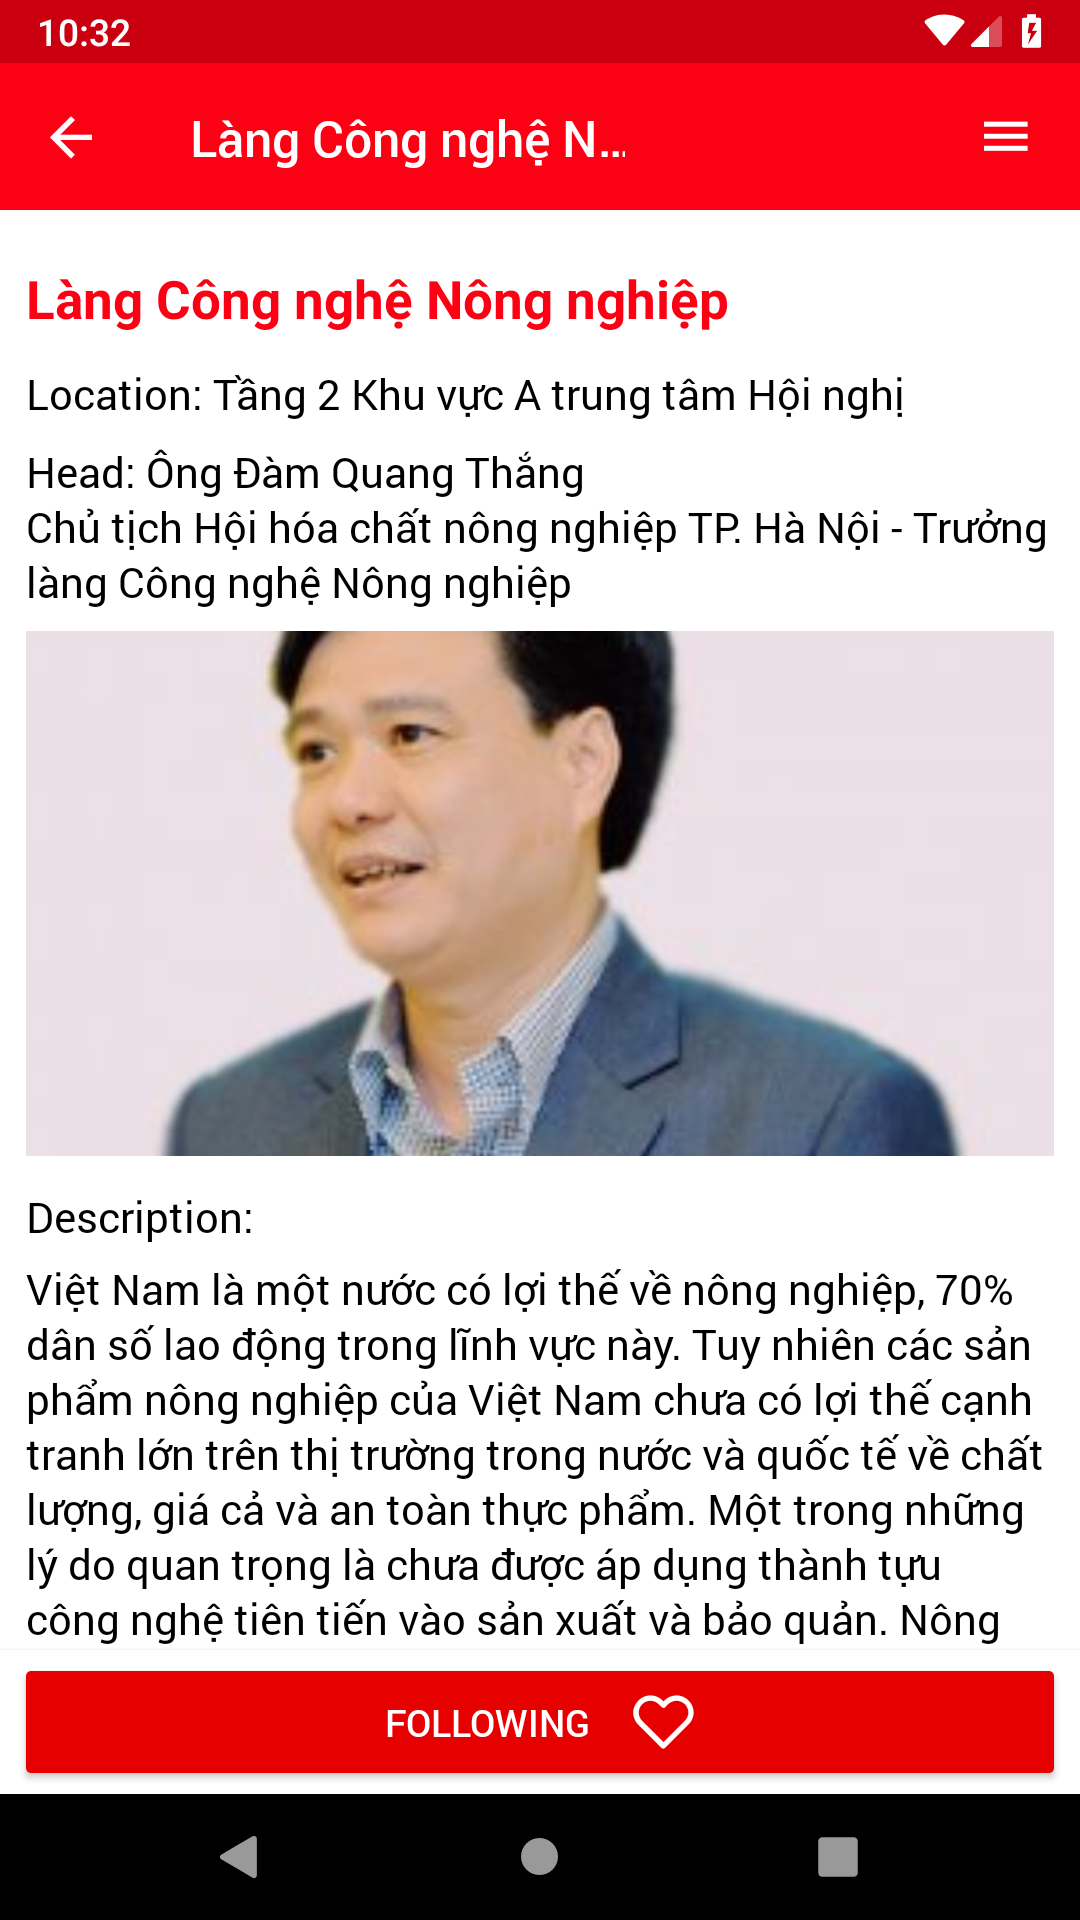 10:32
Làng Công nghệ N...
Làng Công nghệ Nông nghiệp
Location: Tầng 2 Khu vực A trung tâm Hội nghị
Head: Ông Đàm Quang Thắng
Chủ tịch Hội hóa chất nông nghiệp TP. Hà Nội - Trưởng
làng Công nghệ Nông nghiệp
Description:
Việt Nam là một nước có lợi thế về nông nghiệp, 70%
dân số lao động trong lĩnh vực này. Tuy nhiên các sản
phẩm nông nghiệp của Việt Nam chưa có lợi thế cạnh
tranh lớn trên thị trường trong nước và quốc tế về chất
lượng, giá cả và an toàn thực phẩm. Một trong những
lý do quan trọng là chưa được áp dụng thành tựu
công nghệ tiên tiến vào sản xuất và bảo quản. Nông
FOLLOWING